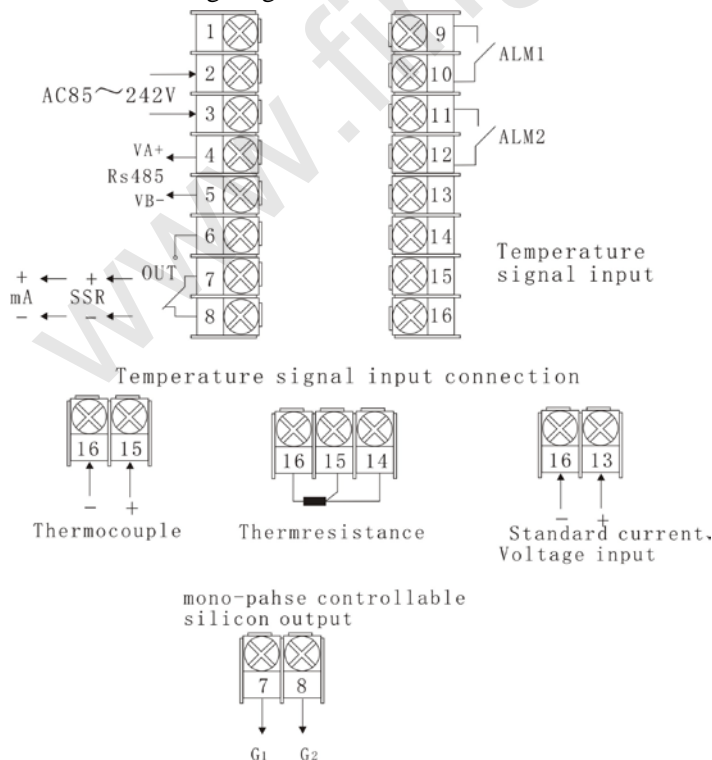 1
9
ALM1
2
10
AC85～242V
3
11
ALM2
VA+
4
12
Rs485
VB-
5
13
6
14
Temperature
signal input
+ + OUT 7
15
mA SSR
- - 8
16
Temperature signal input connection
16 15
- +
Thermocouple
16 15 14
Thermresistance
16 13
- +
Standard current、
Voltage input
mono-pahse controllable
silicon output
7 8
G1 G2